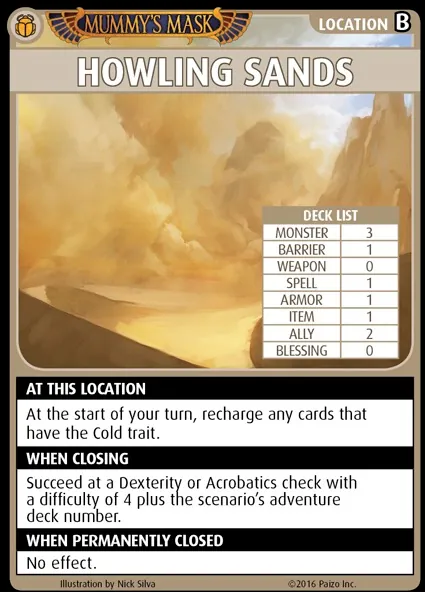 MUMMY'S MASK
LOCATION B
HOWLING SANDS
DECK LIST
MONSTER 3
BARRIER 1
WEAPON 0
SPELL 1
ARMOR 1
ITEM 1
ALLY 2
BLESSING 0
AT THIS LOCATION
At the start of your turn, recharge any cards that
have the Cold trait.
WHEN CLOSING
Succeed at a Dexterity or Acrobatics check with
a difficulty of 4 plus the scenario's adventure
deck number.
WHEN PERMANENTLY CLOSED
No effect.
Illustration by Nick Silva ©2016 Paizo Inc.